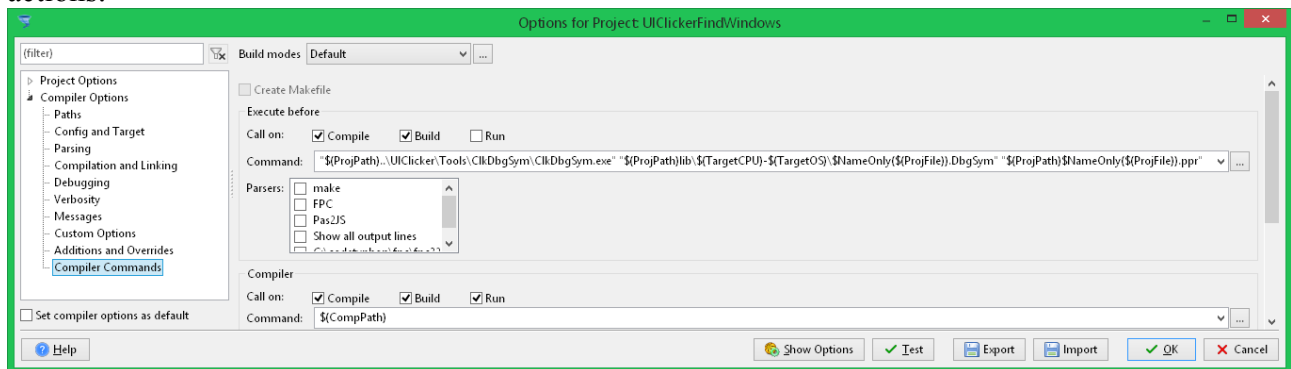 actions.
Options for Project: UIClickerFindWindows
(filter)
Build modes Default ...
Project Options
Compiler Options
Paths
Config and Target
Parsing
Compilation and Linking
Debugging
Verbosity
Messages
Custom Options
Additions and Overrides
Compiler Commands
Set compiler options as default
Create Makefile
Execute before
Call on: Compile Build Run
Command: "$(ProjPath)..\UIClicker\Tools\ClkDbgSym\ClkDbgSym.exe" "$(ProjPath)lib\$(TargetCPU)-$(TargetOS)\$NameOnly($(ProjFile)).DbgSym" "$(ProjPath)$NameOnly($(ProjFile)).ppr" ...
Parsers: make
FPC
Pas2JS
Show all output lines
Compiler
Call on: Compile Build Run
Command: $(CompPath) ...
Help Show Options Test Export Import OK Cancel